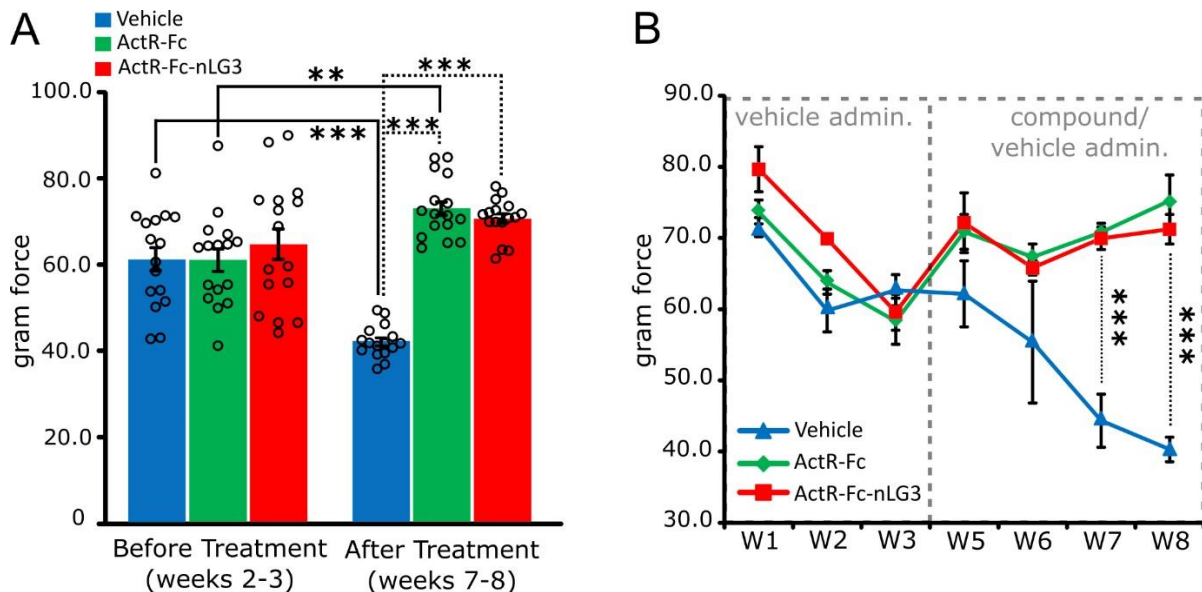 A
Vehicle
ActR-Fc
ActR-Fc-nLG3
gram force
100.0
80.0
60.0
40.0
20.0
0
**
***
***
***
Before Treatment
(weeks 2-3)
After Treatment
(weeks 7-8)
B
gram force
90.0
80.0
70.0
60.0
50.0
40.0
30.0
vehicle admin.
compound/
vehicle admin.
***
***
Vehicle
ActR-Fc
ActR-Fc-nLG3
W1 W2 W3 W5 W6 W7 W8